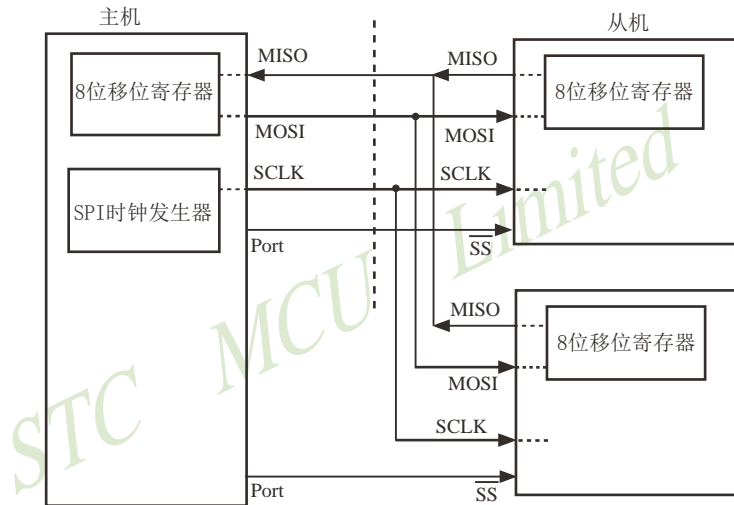 主机
从机
MISO
MISO
8位移位寄存器
8位移位寄存器
MOSI
MOSI
SCLK
SCLK
SPI时钟发生器
Port
SS
MISO
8位移位寄存器
MOSI
SCLK
Port
SS
STC MCU Limited